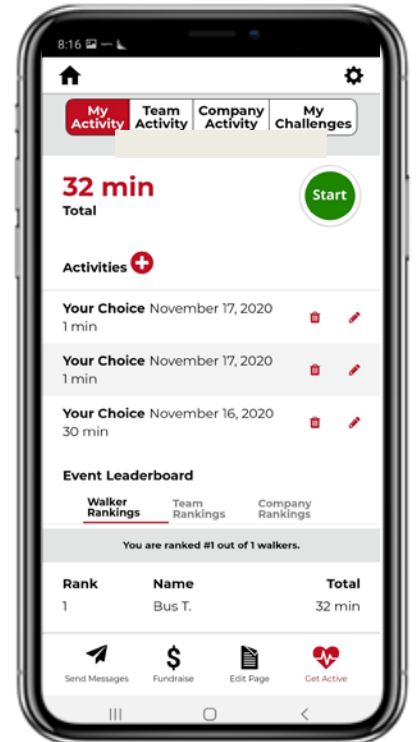 8:16
My Activity Team Activity Company Activity My Challenges
32 min
Total
Start
Activities
Your Choice November 17, 2020
1 min
Your Choice November 17, 2020
1 min
Your Choice November 16, 2020
30 min
Event Leaderboard
Walker Rankings Team Rankings Company Rankings
You are ranked #1 out of 1 walkers.
Rank Name Total
1 Bus T. 32 min
Send Messages Fundraise Edit Page Get Active